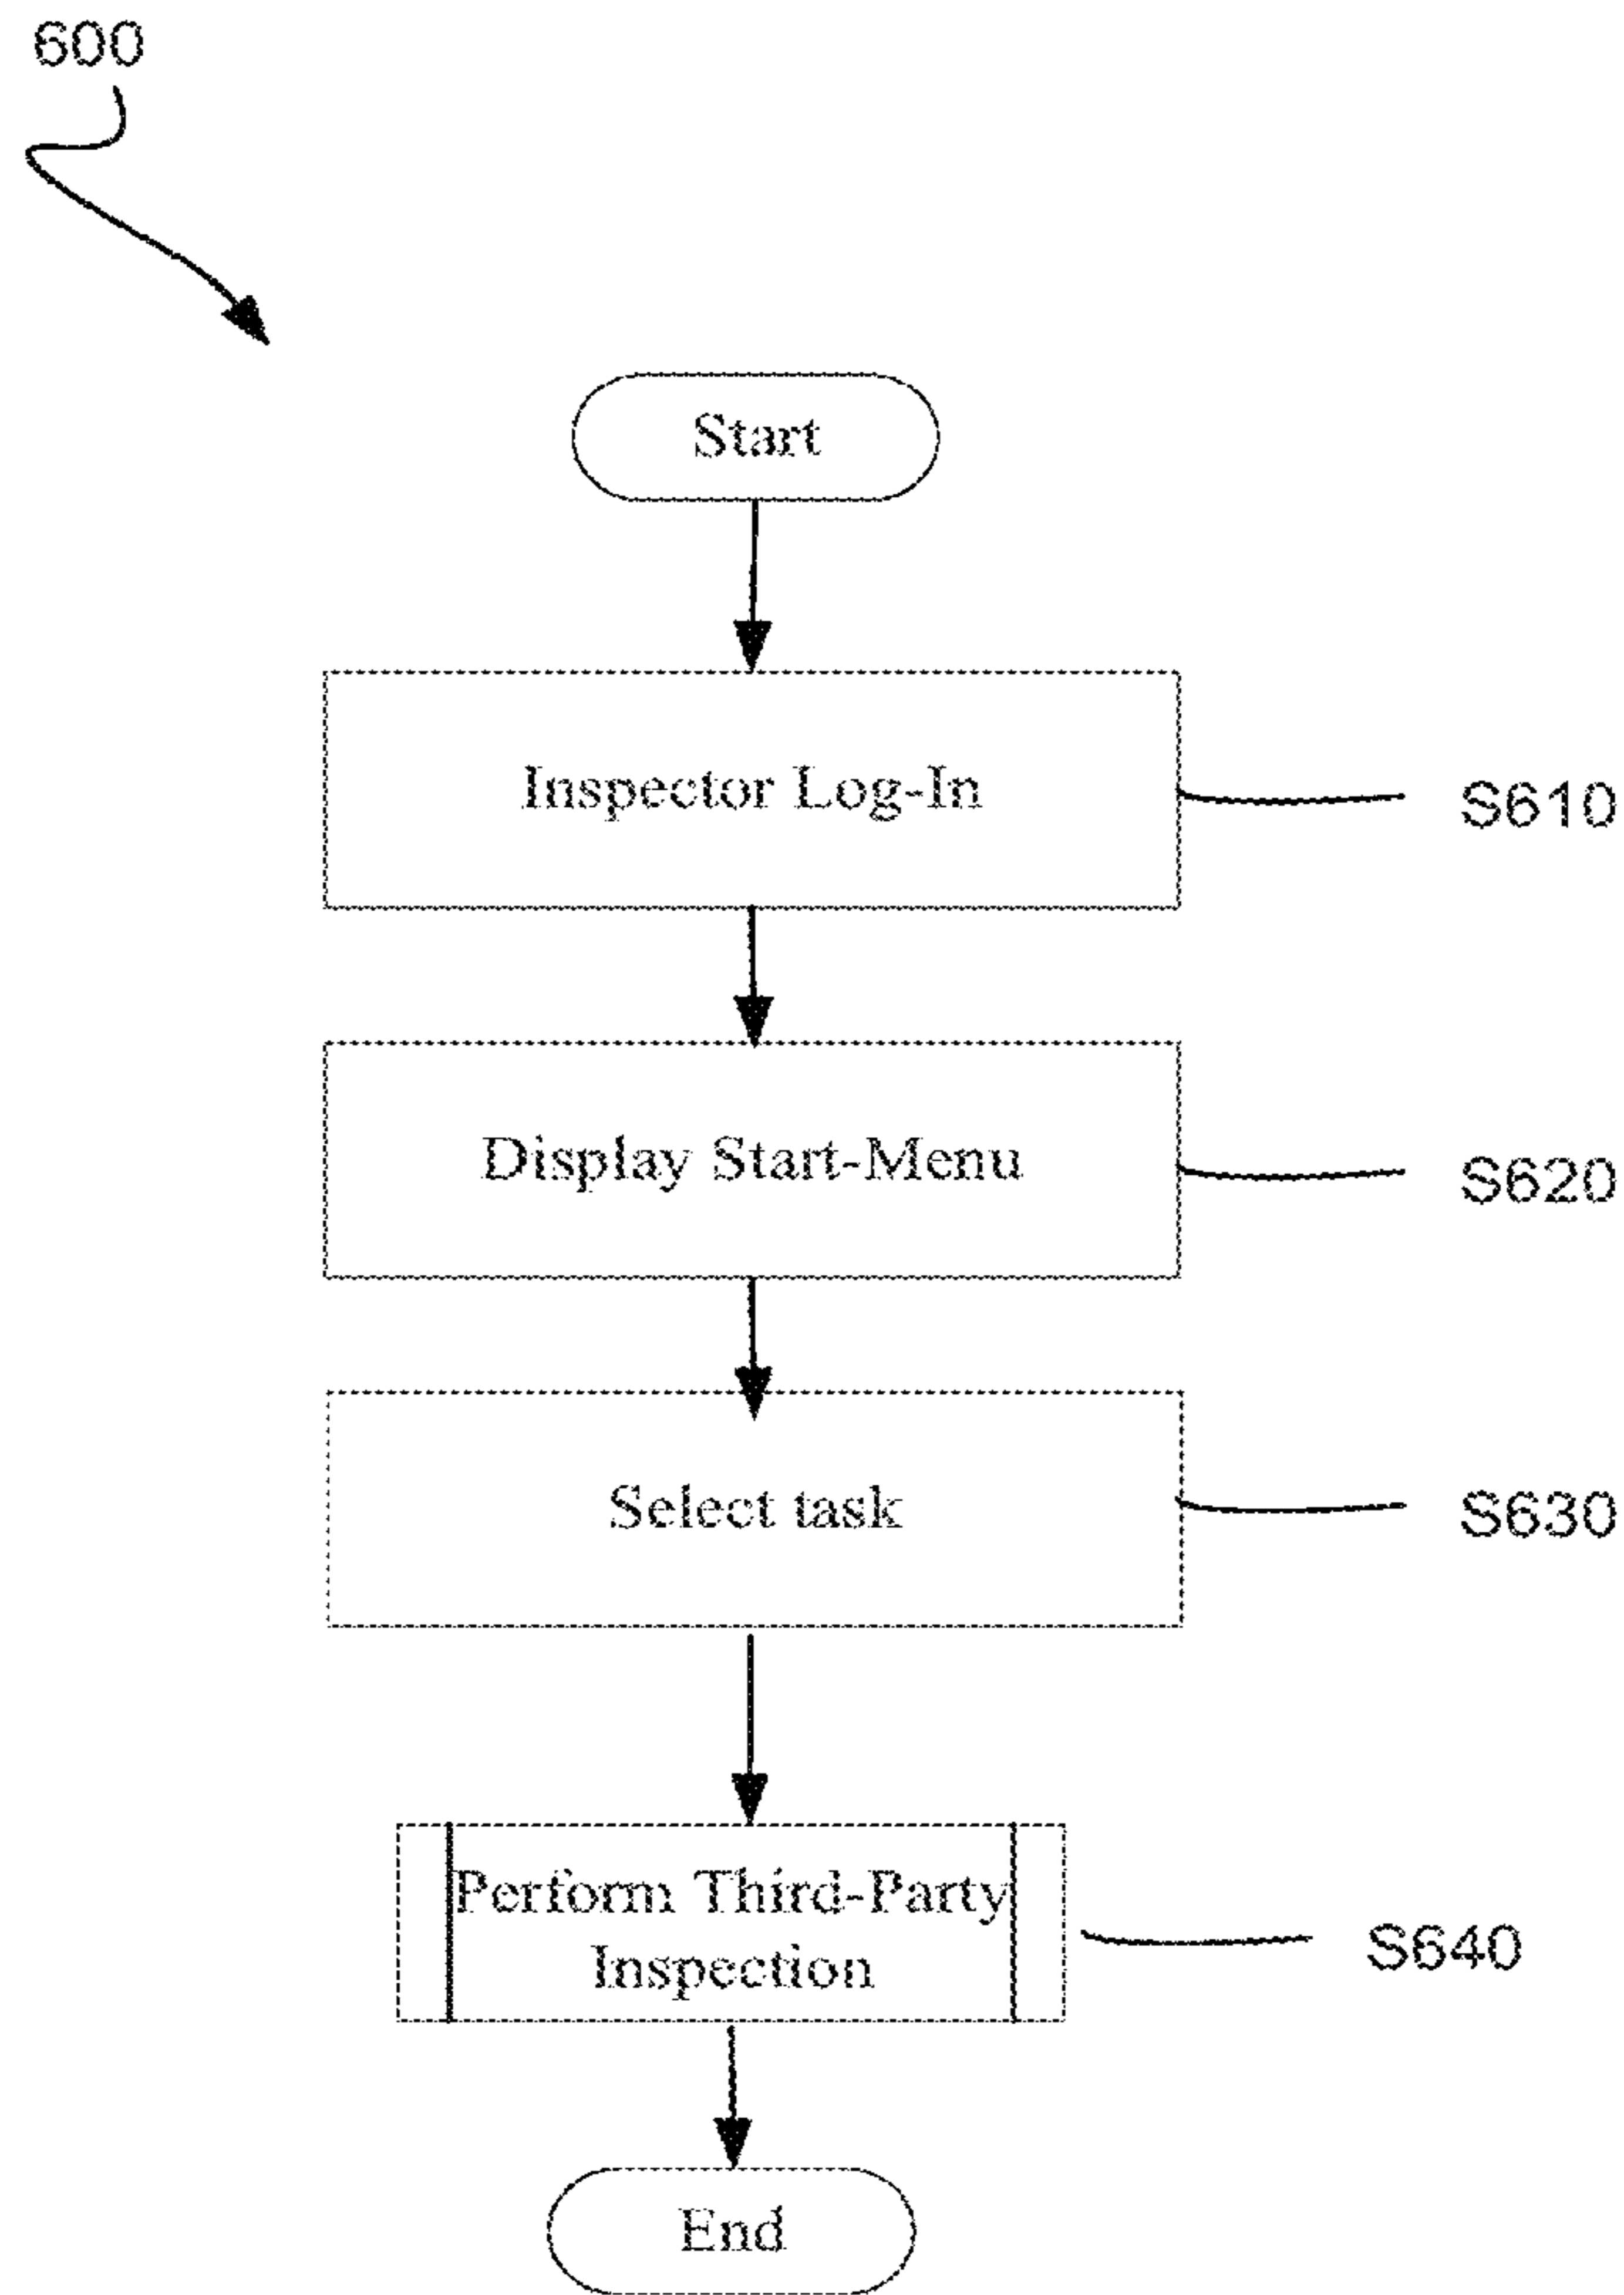 600
Start
Inspector Log-In
S610
Display Start-Menu
S620
Select task
S630
Perform Third-Party
Inspection
S640
End